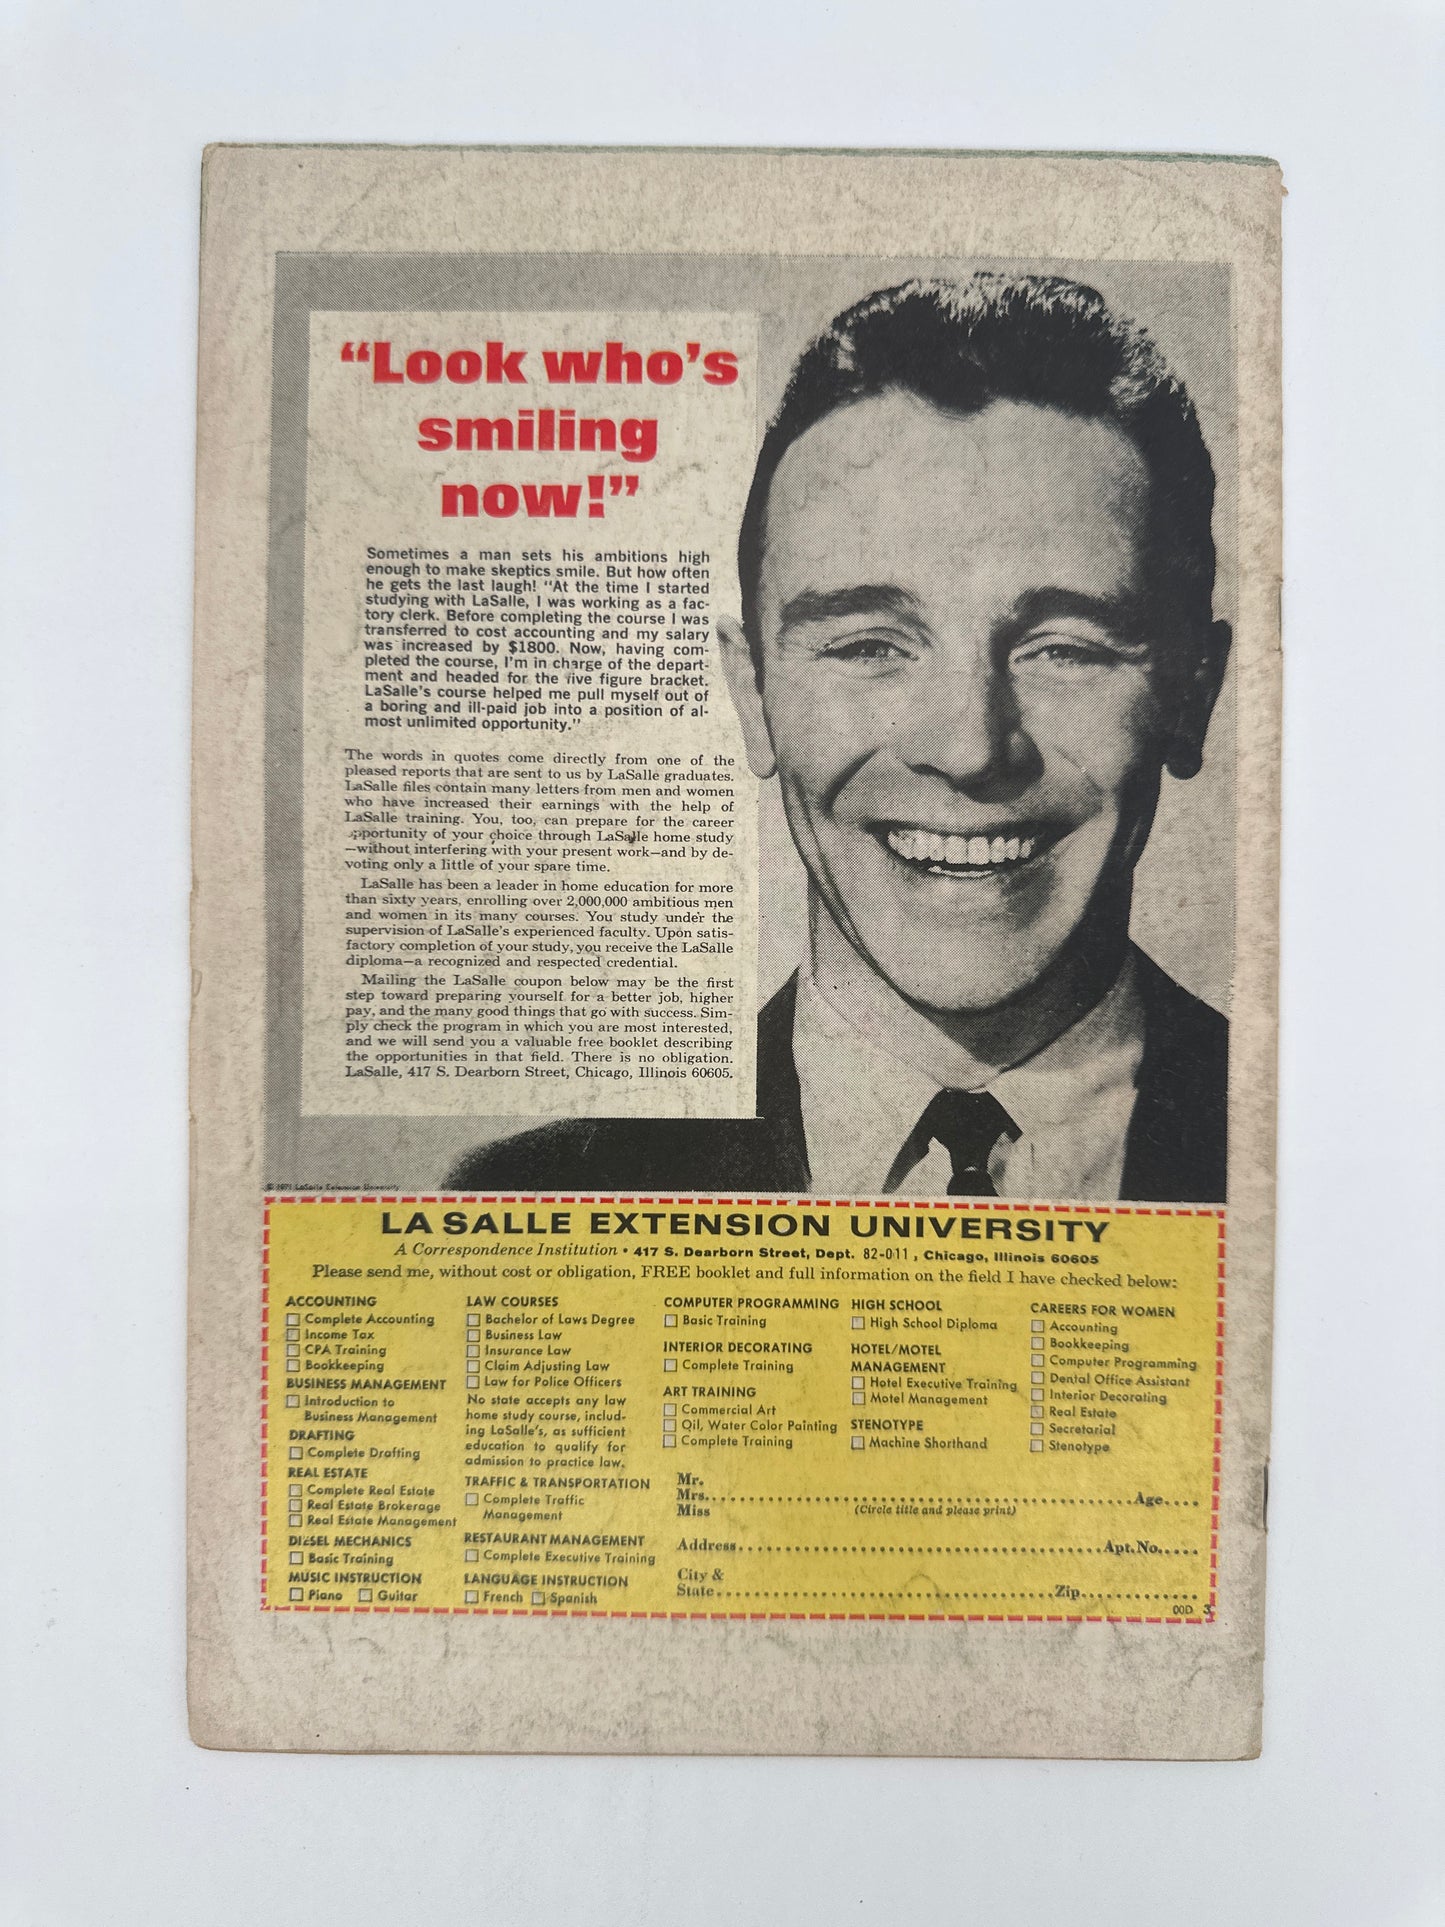 “Look who’s
smiling
now!”
Sometimes a man sets his ambitions high
enough to make skeptics smile. But how often
he gets the last laugh! “At the time I started
studying with LaSalle, I was working as a fac-
tory clerk. Before completing the course I was
transferred to cost accounting and my salary
was increased by $1800. Now, having com-
pleted the course, I’m in charge of the depart-
ment and headed for the five figure bracket.
LaSalle’s course helped me pull myself out of
a boring and ill-paid job into a position of al-
most unlimited opportunity.”
The words in quotes come directly from one of the
pleased reports that are sent to us by LaSalle graduates.
LaSalle files contain many letters from men and women
who have increased their earnings with the help of
LaSalle training. You, too, can prepare for the career
opportunity of your choice through LaSalle home study
—without interfering with your present work—and by de-
voting only a little of your spare time.
LaSalle has been a leader in home education for more
than sixty years, enrolling over 2,000,000 ambitious men
and women in its many courses. You study under the
supervision of LaSalle’s experienced faculty. Upon satis-
factory completion of your study, you receive the LaSalle
diploma—a recognized and respected credential.
Mailing the LaSalle coupon below may be the first
step toward preparing yourself for a better job, higher
pay, and the many good things that go with success. Sim-
ply check the program in which you are most interested,
and we will send you a valuable free booklet describing
the opportunities in that field. There is no obligation.
LaSalle, 417 S. Dearborn Street, Chicago, Illinois 60605.
© 1971 LaSalle Extension University
LA SALLE EXTENSION UNIVERSITY
A Correspondence Institution • 417 S. Dearborn Street, Dept. 82-011, Chicago, Illinois 60605
Please send me, without cost or obligation, FREE booklet and full information on the field I have checked below:
ACCOUNTING
Complete Accounting
Income Tax
CPA Training
Bookkeeping
BUSINESS MANAGEMENT
Introduction to
Business Management
DRAFTING
Complete Drafting
REAL ESTATE
Complete Real Estate
Real Estate Brokerage
Real Estate Management
DIESEL MECHANICS
Basic Training
MUSIC INSTRUCTION
Piano Guitar
LAW COURSES
Bachelor of Laws Degree
Business Law
Insurance Law
Claim Adjusting Law
Law for Police Officers
No state accepts any law
home study course, includ-
ing LaSalle’s, as sufficient
education to qualify for
admission to practice law.
TRAFFIC & TRANSPORTATION
Complete Traffic
Management
RESTAURANT MANAGEMENT
Complete Executive Training
LANGUAGE INSTRUCTION
French Spanish
COMPUTER PROGRAMMING
Basic Training
INTERIOR DECORATING
Complete Training
ART TRAINING
Commercial Art
Oil, Water Color Painting
Complete Training
HIGH SCHOOL
High School Diploma
HOTEL/MOTEL
MANAGEMENT
Hotel Executive Training
Motel Management
STENOTYPE
Machine Shorthand
CAREERS FOR WOMEN
Accounting
Bookkeeping
Computer Programming
Dental Office Assistant
Interior Decorating
Real Estate
Secretarial
Stenotype
Mr.
Mrs. Age
Miss (Circle title and please print)
Address Apt. No.
City &
State Zip
00D 3